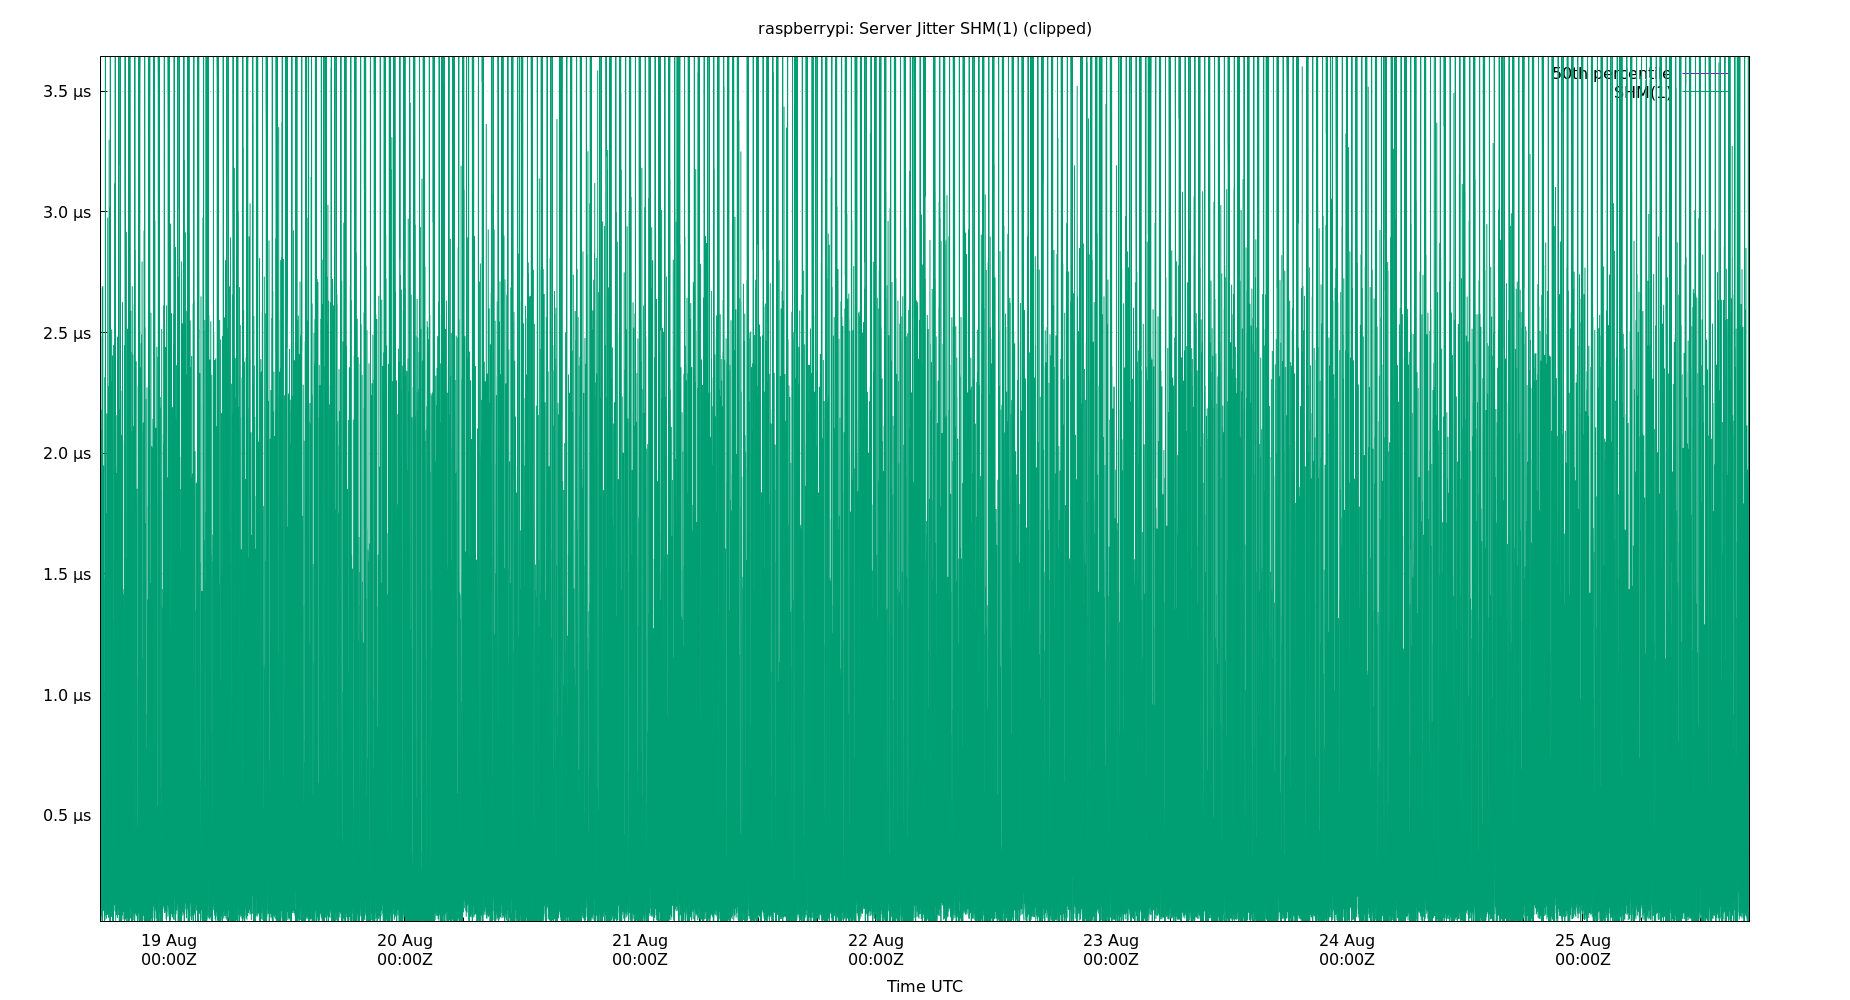 raspberrypi: Server Jitter SHM(1) (clipped)
50th percentile
SHM(1)
3.5 µs
3.0 µs
2.5 µs
2.0 µs
1.5 µs
1.0 µs
0.5 µs
19 Aug 20 Aug 21 Aug 22 Aug 23 Aug 24 Aug 25 Aug
00:00Z 00:00Z 00:00Z 00:00Z 00:00Z 00:00Z 00:00Z
Time UTC